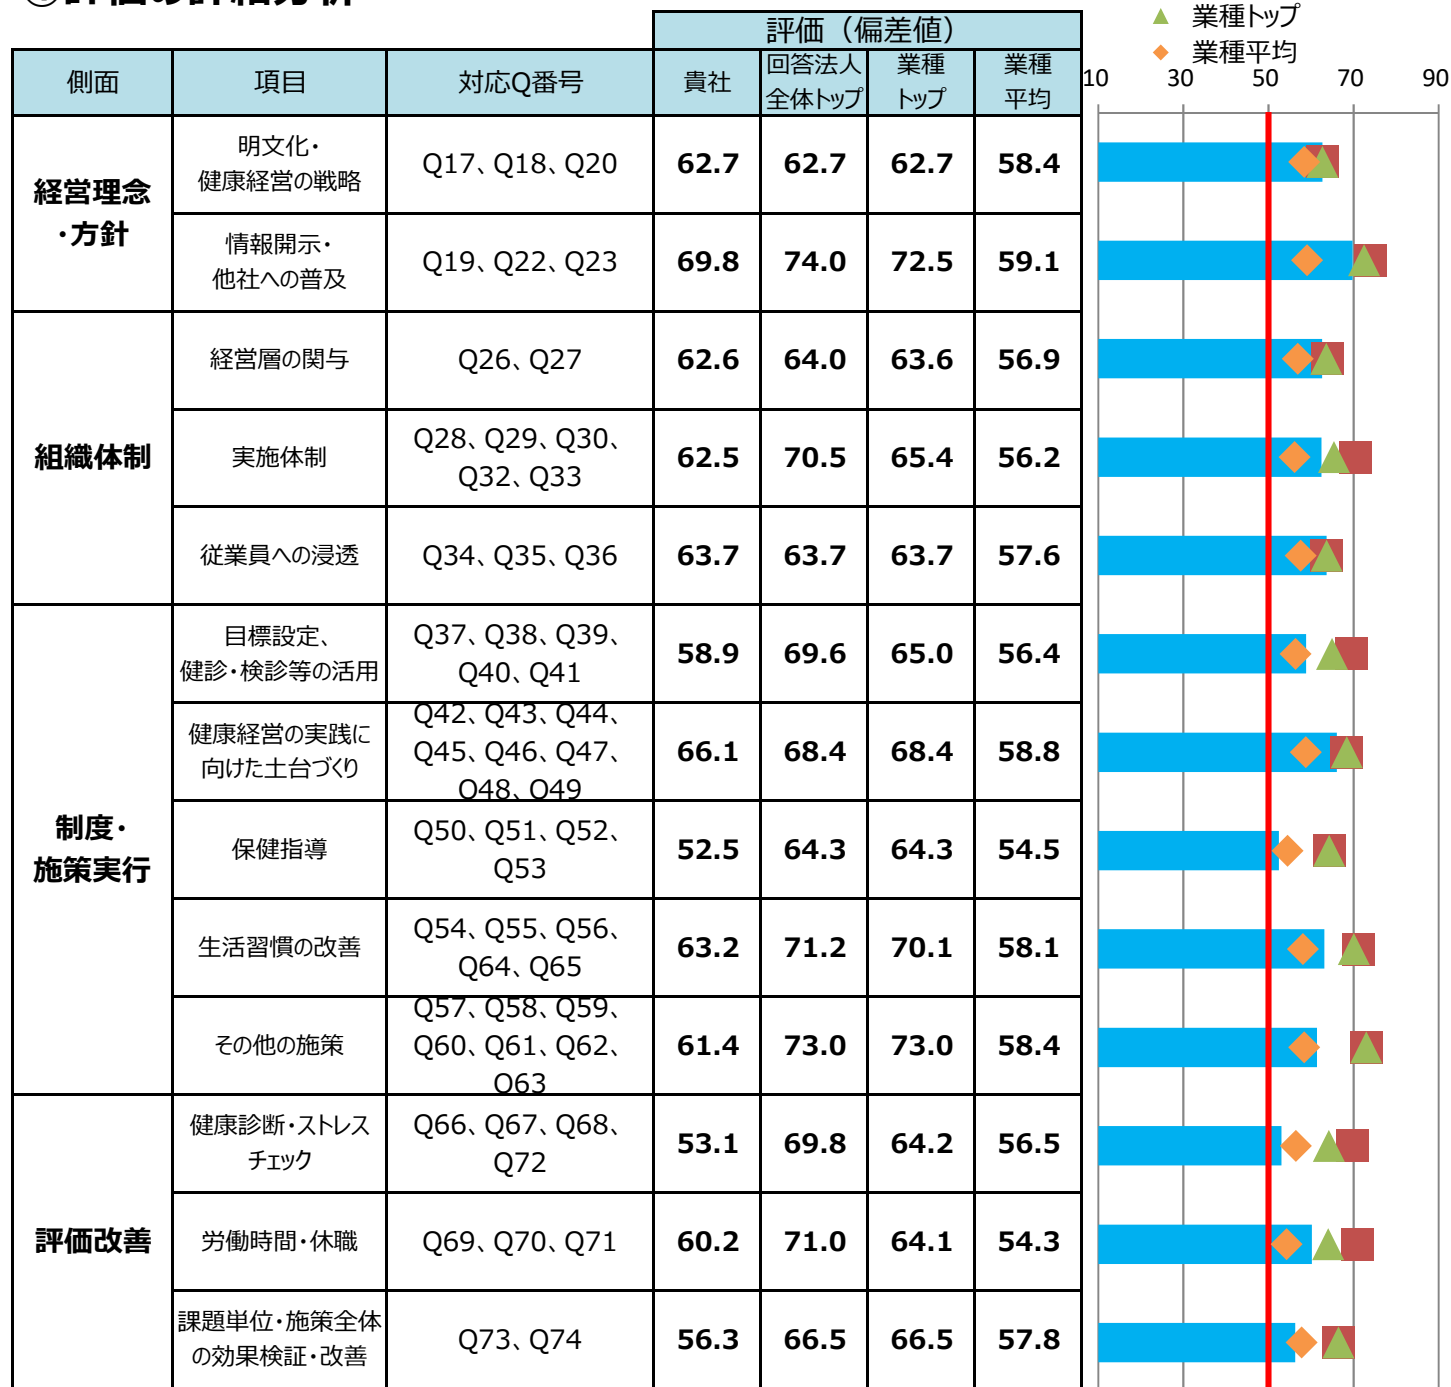 ④評価の詳細分析
▲ 業種トップ
◆ 業種平均
評価（偏差値）
側面 項目 対応Q番号 貴社 回答法人 業種 業種
全体トップ トップ 平均
10 30 50 70 90
経営理念
・方針
明文化・
健康経営の戦略
Q17、Q18、Q20 62.7 62.7 62.7 58.4
情報開示・
他社への普及
Q19、Q22、Q23 69.8 74.0 72.5 59.1
組織体制
経営層の関与 Q26、Q27 62.6 64.0 63.6 56.9
実施体制
Q28、Q29、Q30、
Q32、Q33
62.5 70.5 65.4 56.2
従業員への浸透 Q34、Q35、Q36 63.7 63.7 63.7 57.6
制度・
施策実行
目標設定、
健診・検診等の活用
Q37、Q38、Q39、
Q40、Q41
58.9 69.6 65.0 56.4
健康経営の実践に
向けた土台づくり
Q42、Q43、Q44、
Q45、Q46、Q47、
Q48、Q49
66.1 68.4 68.4 58.8
保健指導
Q50、Q51、Q52、
Q53
52.5 64.3 64.3 54.5
生活習慣の改善
Q54、Q55、Q56、
Q64、Q65
63.2 71.2 70.1 58.1
その他の施策
Q57、Q58、Q59、
Q60、Q61、Q62、
Q63
61.4 73.0 73.0 58.4
評価改善
健康診断・ストレス
チェック
Q66、Q67、Q68、
Q72
53.1 69.8 64.2 56.5
労働時間・休職 Q69、Q70、Q71 60.2 71.0 64.1 54.3
課題単位・施策全体
の効果検証・改善
Q73、Q74 56.3 66.5 66.5 57.8